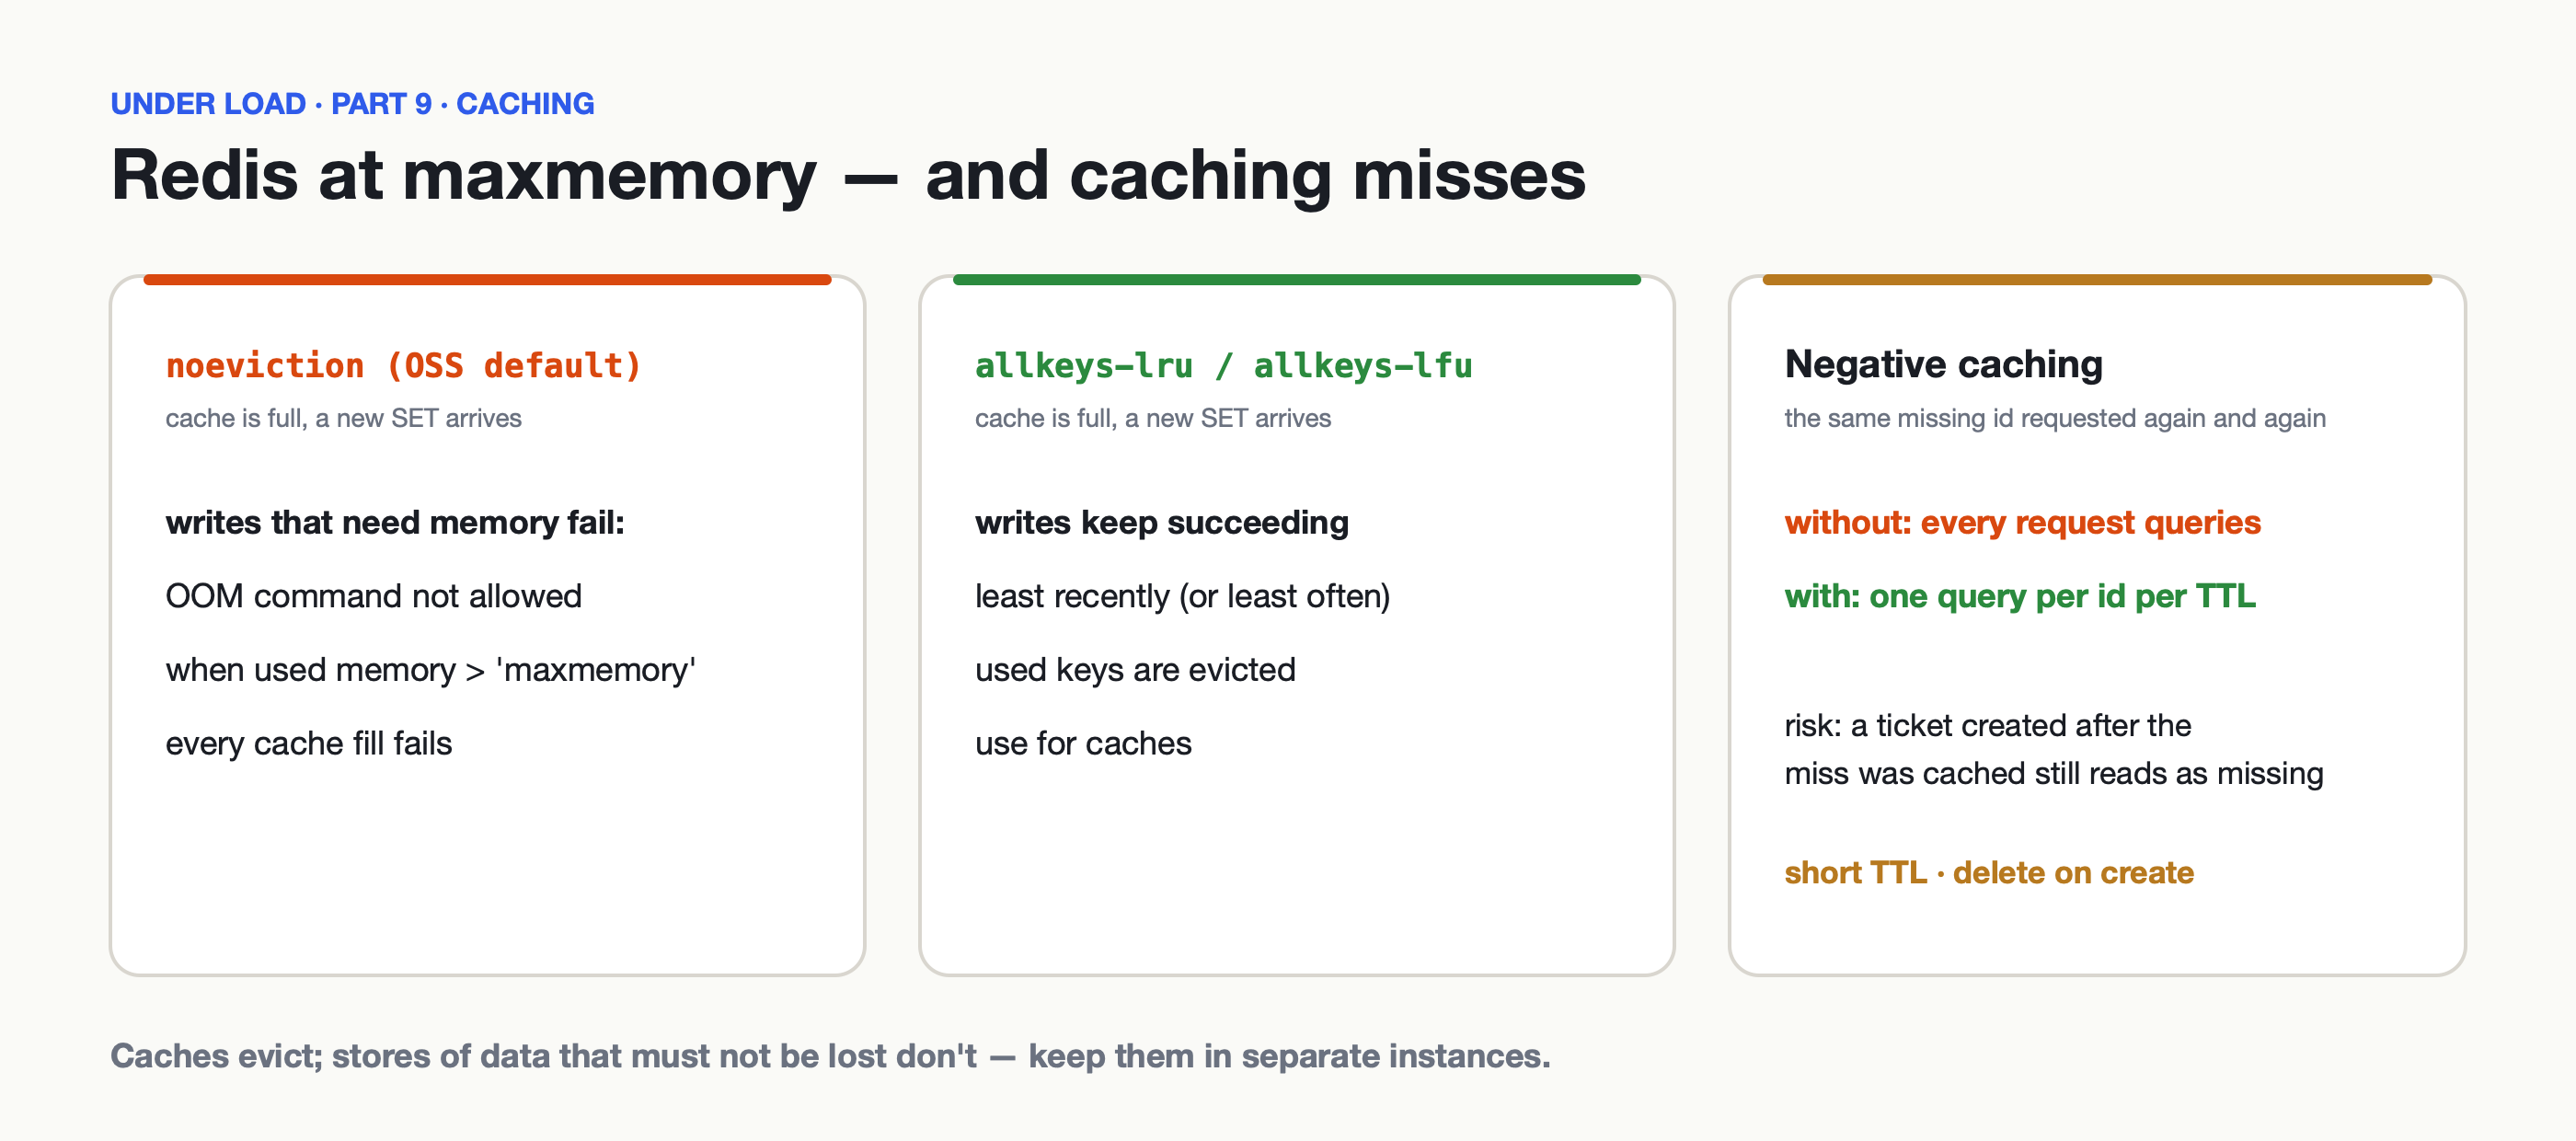 UNDER LOAD · PART 9 · CACHING
Redis at maxmemory — and caching misses
noeviction (OSS default)
cache is full, a new SET arrives
writes that need memory fail:
OOM command not allowed
when used memory > 'maxmemory'
every cache fill fails
allkeys-lru / allkeys-lfu
cache is full, a new SET arrives
writes keep succeeding
least recently (or least often)
used keys are evicted
use for caches
Negative caching
the same missing id requested again and again
without: every request queries
with: one query per id per TTL
risk: a ticket created after the
miss was cached still reads as missing
short TTL · delete on create
Caches evict; stores of data that must not be lost don't — keep them in separate instances.